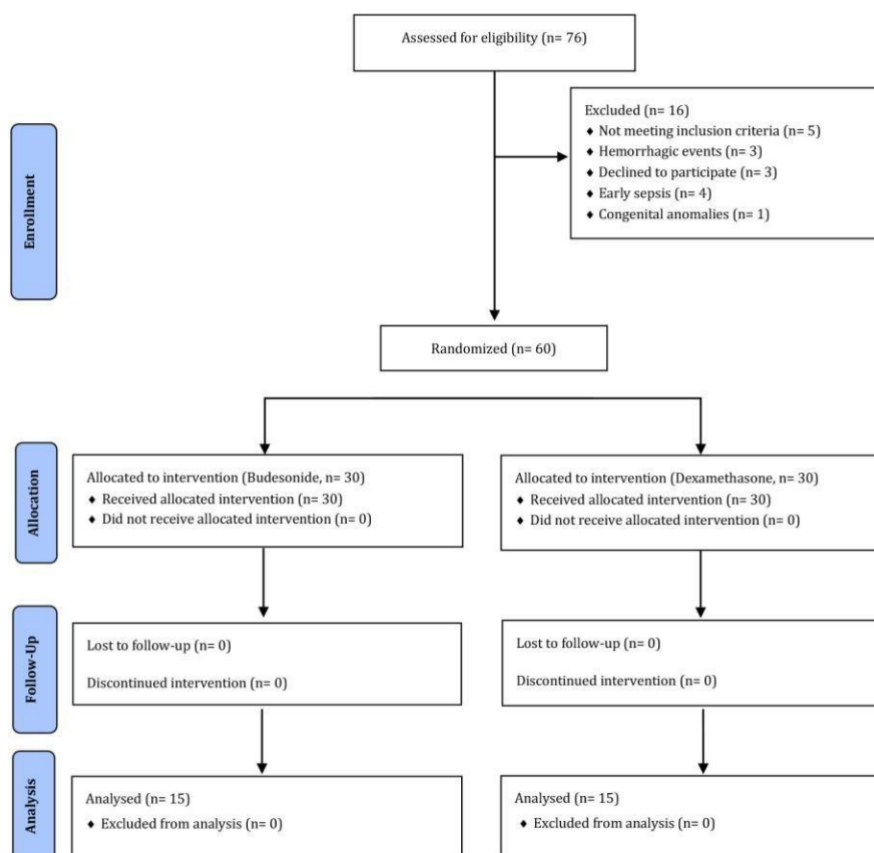 Assessed for eligibility (n= 76)
Enrollment
Excluded (n= 16)
♦ Not meeting inclusion criteria (n= 5)
♦ Hemorrhagic events (n= 3)
♦ Declined to participate (n= 3)
♦ Early sepsis (n= 4)
♦ Congenital anomalies (n= 1)
Randomized (n= 60)
Allocation
Allocated to intervention (Budesonide, n= 30)
♦ Received allocated intervention (n= 30)
♦ Did not receive allocated intervention (n= 0)
Allocated to intervention (Dexamethasone, n= 30)
♦ Received allocated intervention (n= 30)
♦ Did not receive allocated intervention (n= 0)
Follow-Up
Lost to follow-up (n= 0)
Discontinued intervention (n= 0)
Lost to follow-up (n= 0)
Discontinued intervention (n= 0)
Analysis
Analysed (n= 15)
♦ Excluded from analysis (n= 0)
Analysed (n= 15)
♦ Excluded from analysis (n= 0)